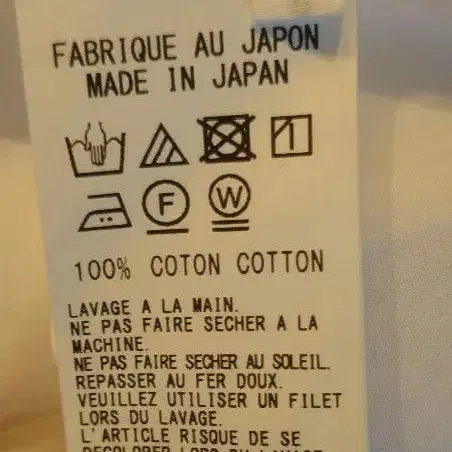 FABRIQUE AU JAPON
MADE IN JAPAN
F W
100% COTON COTTON
LAVAGE A LA MAIN.
NE PAS FAIRE SECHER A LA
MACHINE.
NE PAS FAIRE SECHER AU SOLEIL.
REPASSER AU FER DOUX.
VEUILLEZ UTILISER UN FILET
LORS DU LAVAGE.
L'ARTICLE RISQUE DE SE